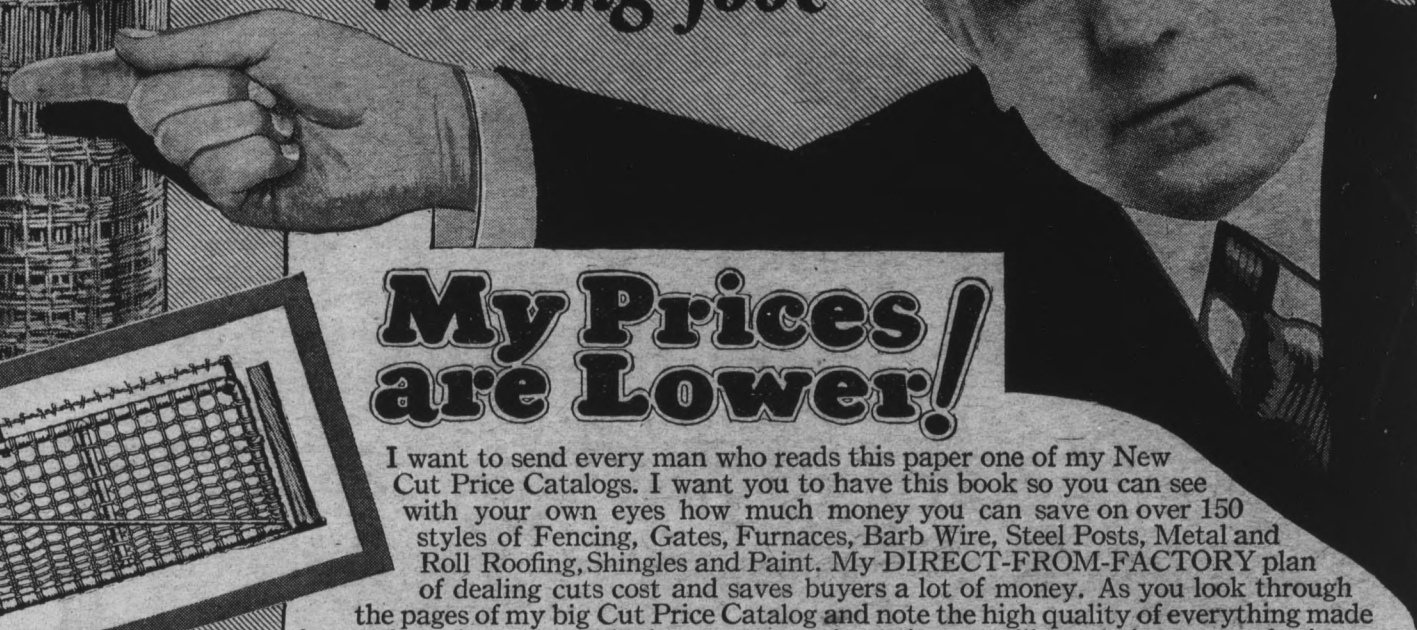 running foot
My Prices
are Lower!
I want to send every man who reads this paper one of my New
Cut Price Catalogs. I want you to have this book so you can see
with your own eyes how much money you can save on over 150
styles of Fencing, Gates, Furnaces, Barb Wire, Steel Posts, Metal and
Roll Roofing, Shingles and Paint. My DIRECT-FROM-FACTORY plan
of dealing cuts cost and saves buyers a lot of money. As you look through
the pages of my big Cut Price Catalog and note the high quality of everything made